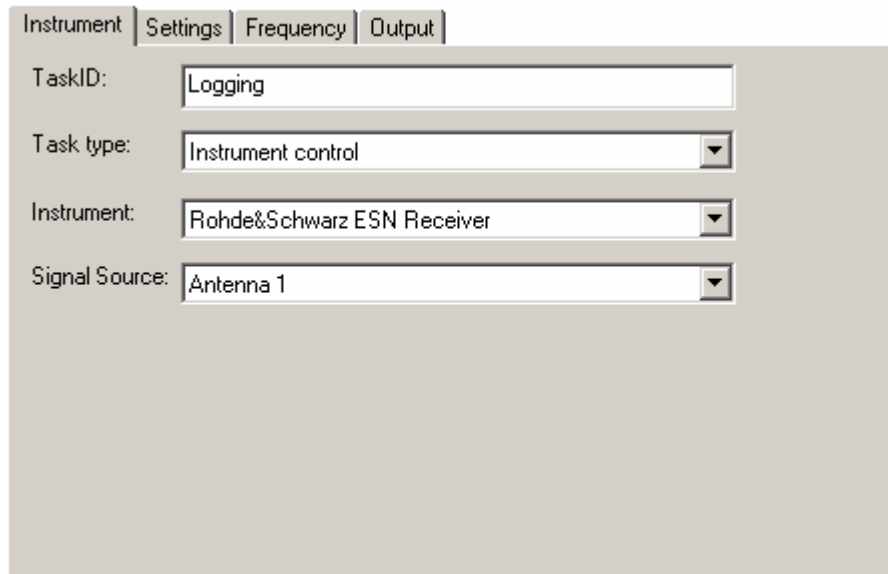 Instrument Settings Frequency Output
TaskID: Logging
Task type: Instrument control
Instrument: Rohde&Schwarz ESN Receiver
Signal Source: Antenna 1